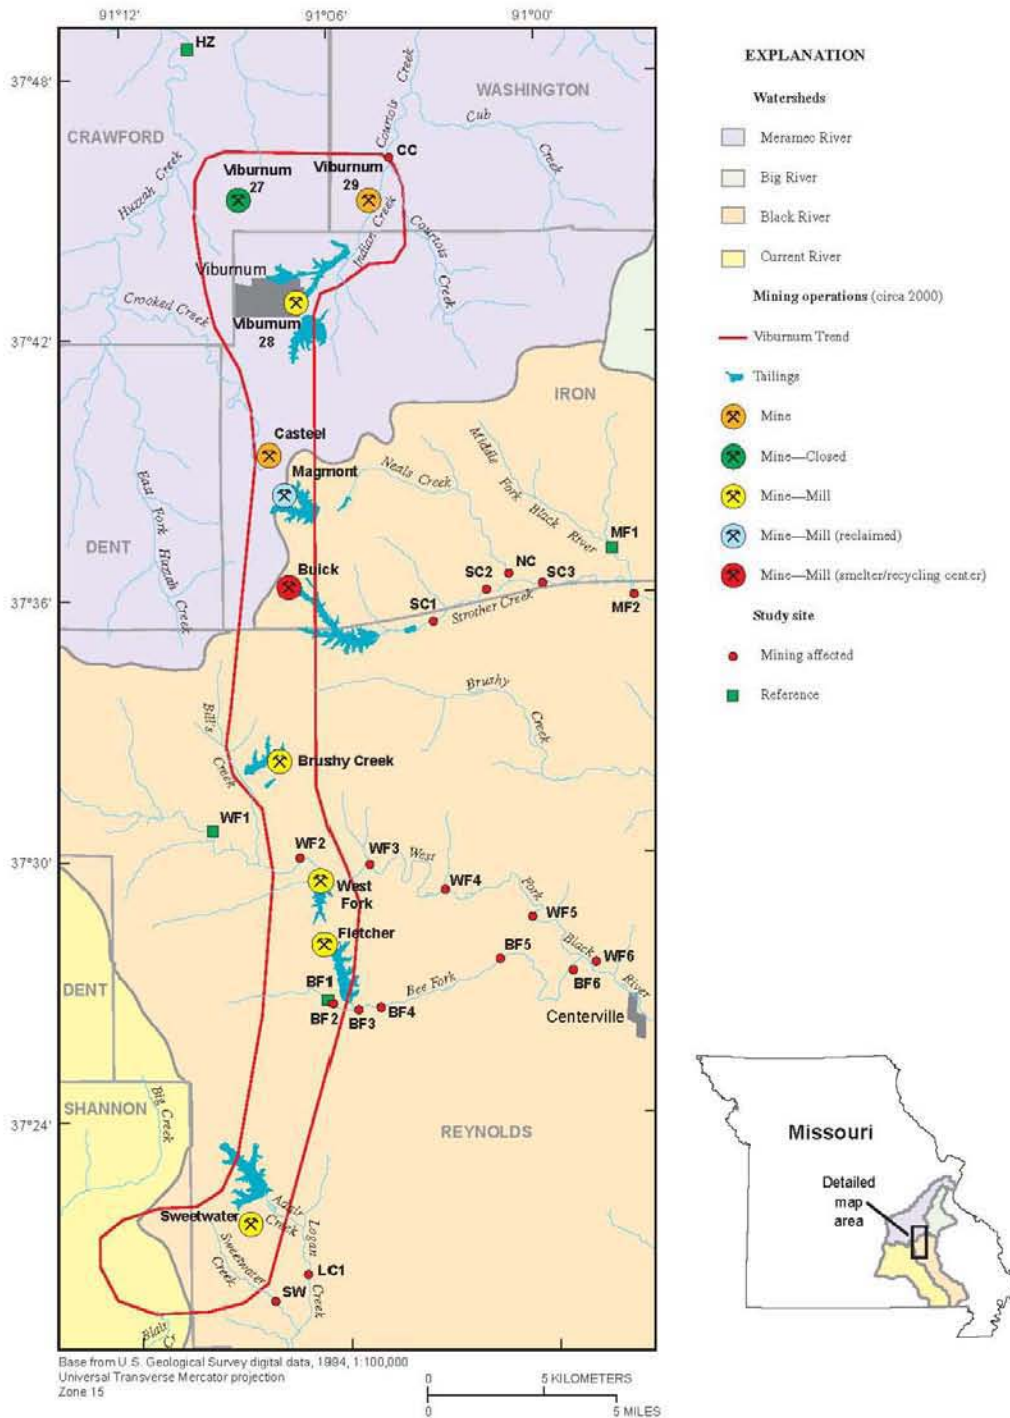 91°12'
91°06'
91°00'
37°48'
37°42'
37°36'
37°30'
37°24'
HZ
CRAWFORD
WASHINGTON
Courtois
Creek
Cub
Creek
CC
Huzzah Creek
Viburnum
27
Viburnum
29
Indian Creek
Courtois
Creek
Viburnum
Crooked Creek
Viburnum
28
IRON
Casteel
Magmont
Neals Creek
Middle
Fork
Black
River
MF1
DENT
East
Fork
Huzzah
Creek
Buick
SC2
NC
SC3
SC1
Strother Creek
MF2
Bill's
Creek
Brushy
Creek
Brushy Creek
WF1
WF2
WF3
West
Fork
WF4
West
Fork
WF5
Black
WF6
River
Fletcher
BF5
BF6
BF1
BF2
BF3
BF4
Bee Fork
Centerville
DENT
SHANNON
Big Creek
REYNOLDS
Sweetwater
Adair
Creek
Logan
Creek
Sweetwater
Creek
LC1
SW
Blair
Cr
Base from U.S. Geological Survey digital data, 1994, 1:100,000
Universal Transverse Mercator projection
Zone 15
0 5 KILOMETERS
0 5 MILES
EXPLANATION
Watersheds
Meramec River
Big River
Black River
Current River
Mining operations (circa 2000)
Viburnum Trend
Tailings
Mine
Mine—Closed
Mine—Mill
Mine—Mill (reclaimed)
Mine—Mill (smelter/recycling center)
Study site
Mining affected
Reference
Missouri
Detailed
map
area